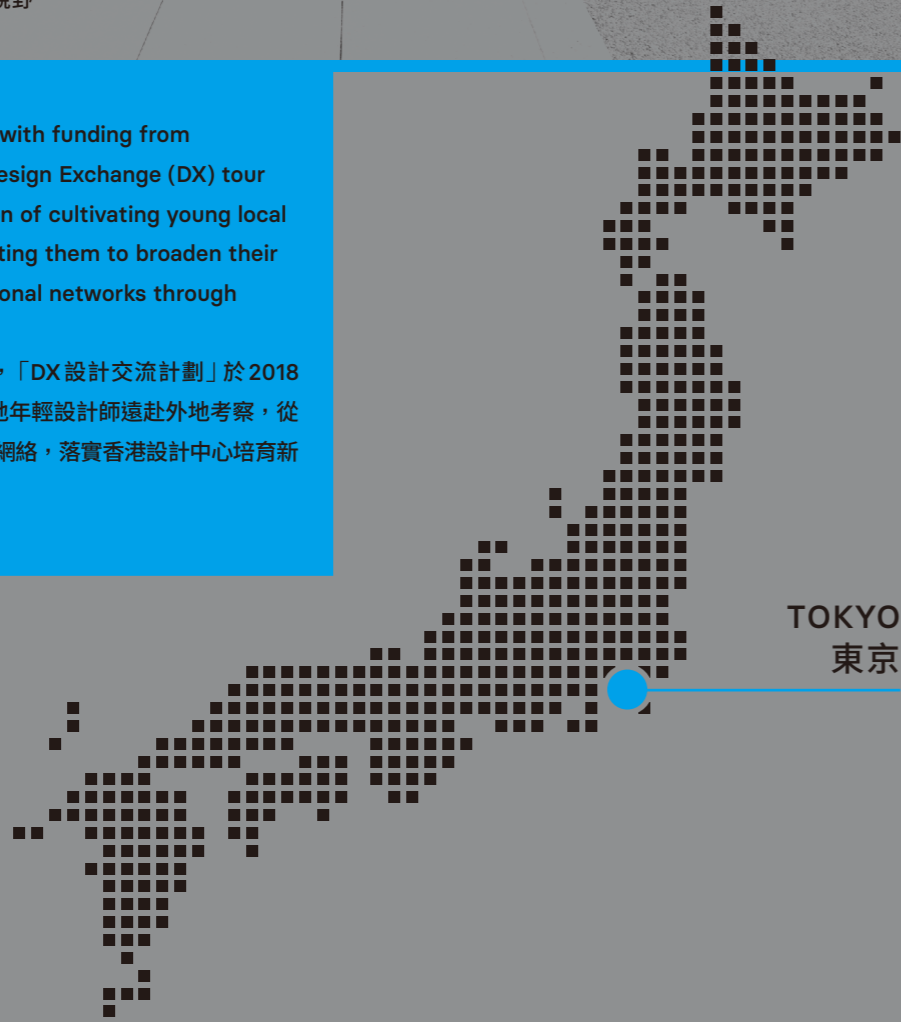 with funding from
esign Exchange (DX) tour
n of cultivating young local
ting them to broaden their
onal networks through
，「DX 設計交流計劃」於 2018
地年輕設計師遠赴外地考察，從
網絡，落實香港設計中心培育新
TOKYO
東京